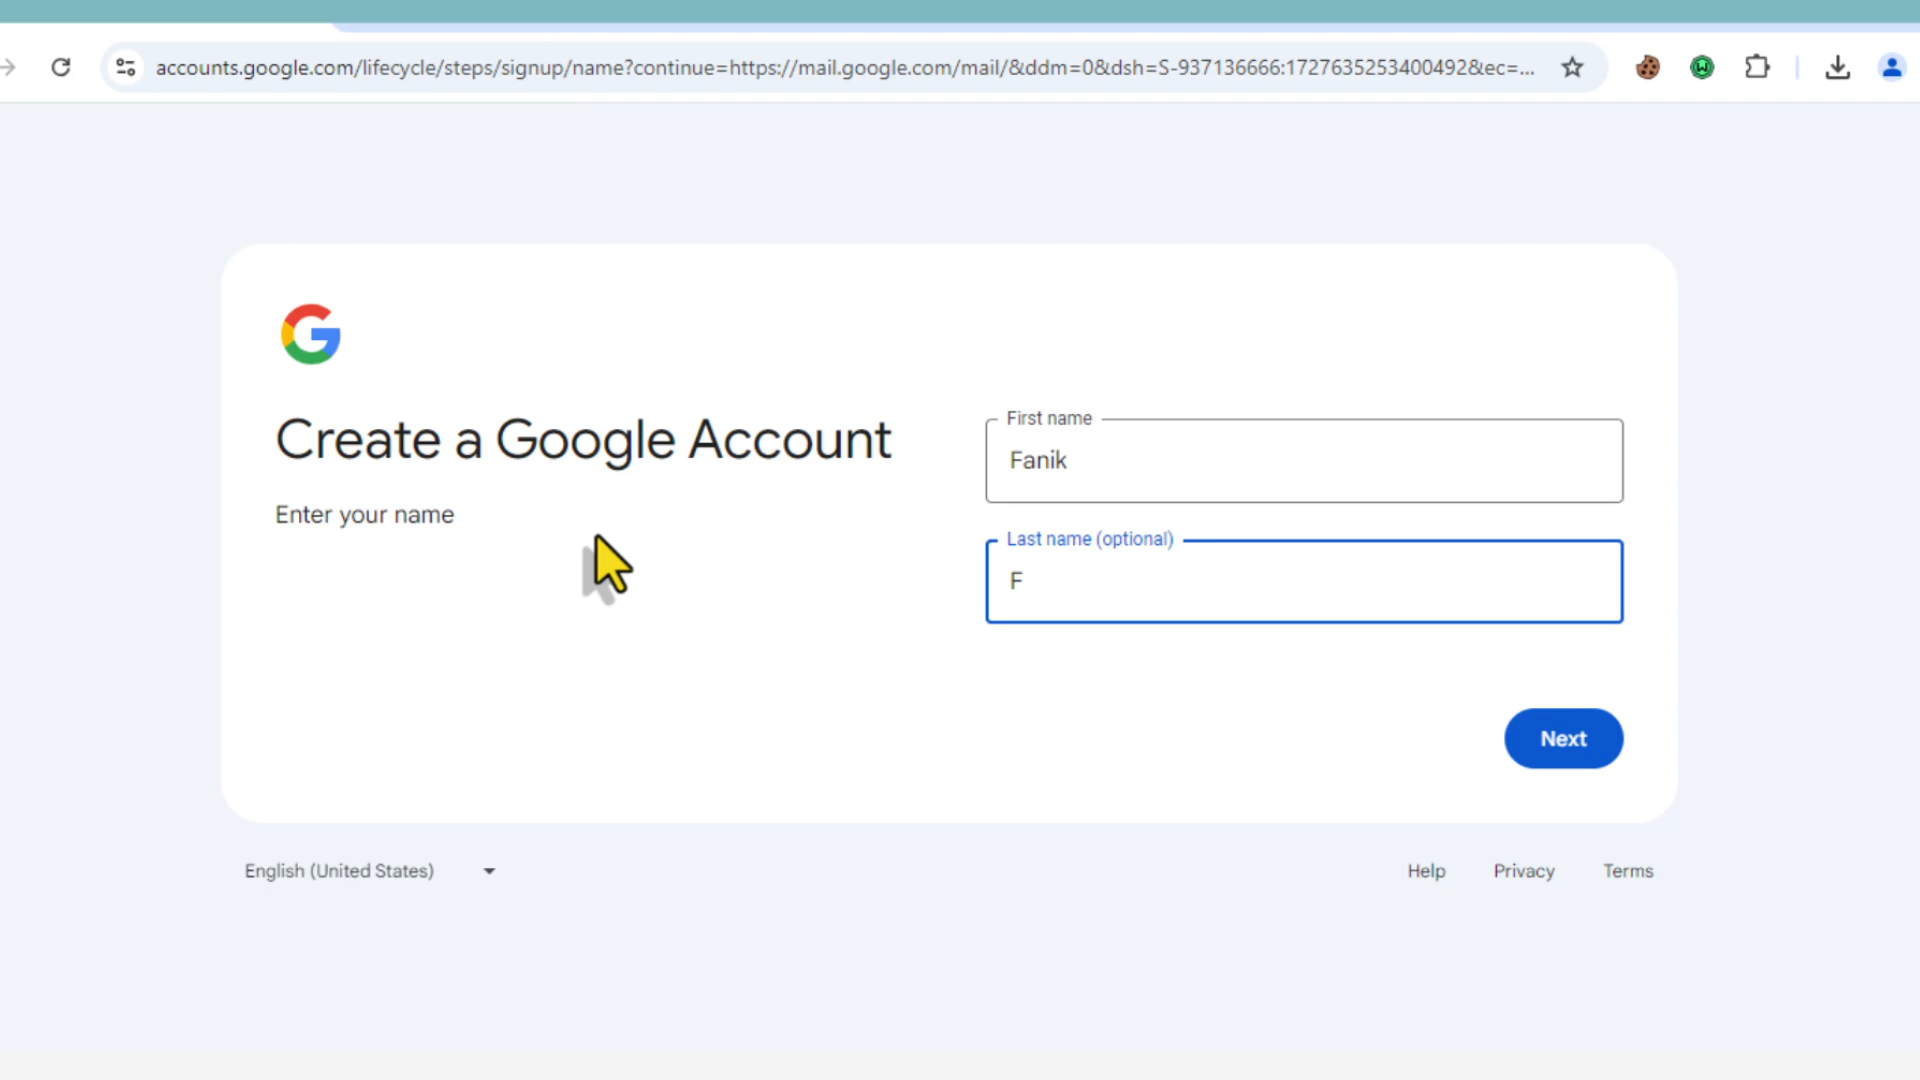 accounts.google.com/lifecycle/steps/signup/name?continue=https://mail.google.com/mail/&ddm=0&dsh=S-937136666:1727635253400492&ec=...
Create a Google Account
Enter your name
First name
Fanik
Last name (optional)
F
Next
English (United States)
Help Privacy Terms